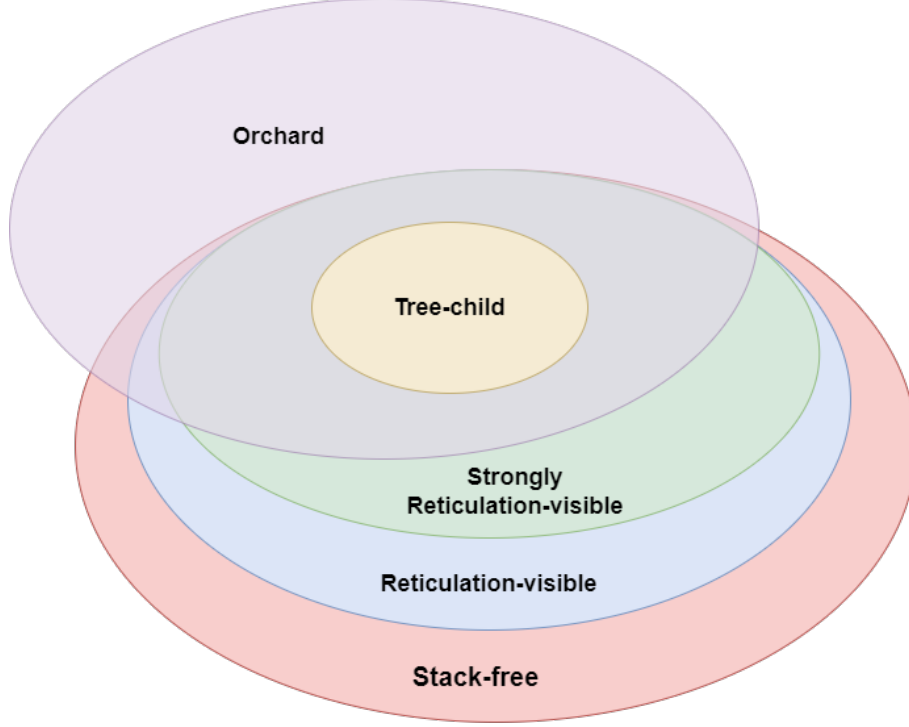 Orchard
Tree-child
Strongly
Reticulation-visible
Reticulation-visible
Stack-free